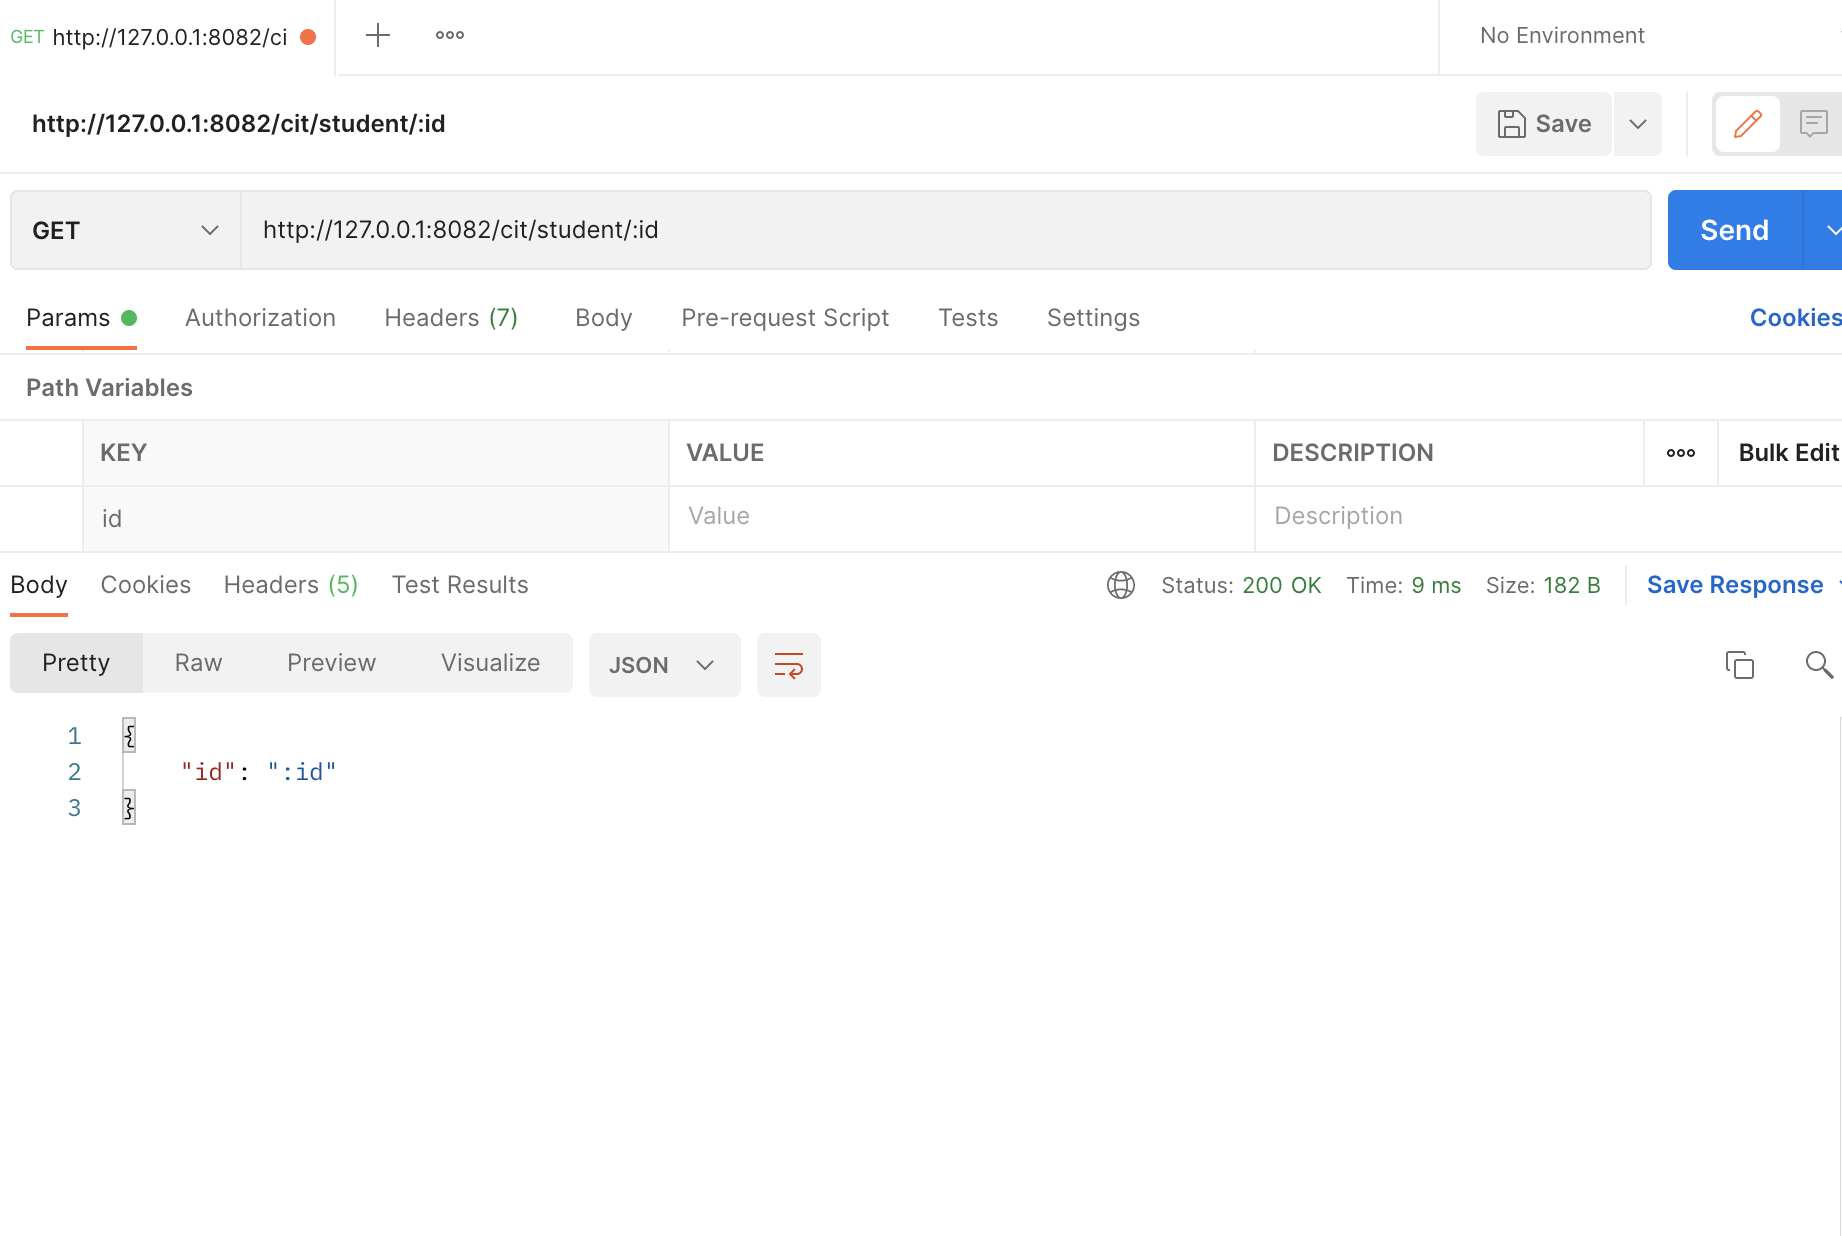 GET http://127.0.0.1:8082/ci
No Environment
http://127.0.0.1:8082/cit/student/:id
Save
GET http://127.0.0.1:8082/cit/student/:id Send
Params Authorization Headers (7) Body Pre-request Script Tests Settings Cookies
Path Variables
KEY VALUE DESCRIPTION Bulk Edit
id Value Description
Body Cookies Headers (5) Test Results Status: 200 OK Time: 9 ms Size: 182 B Save Response
Pretty Raw Preview Visualize JSON
1 {
2 "id": ":id"
3 }